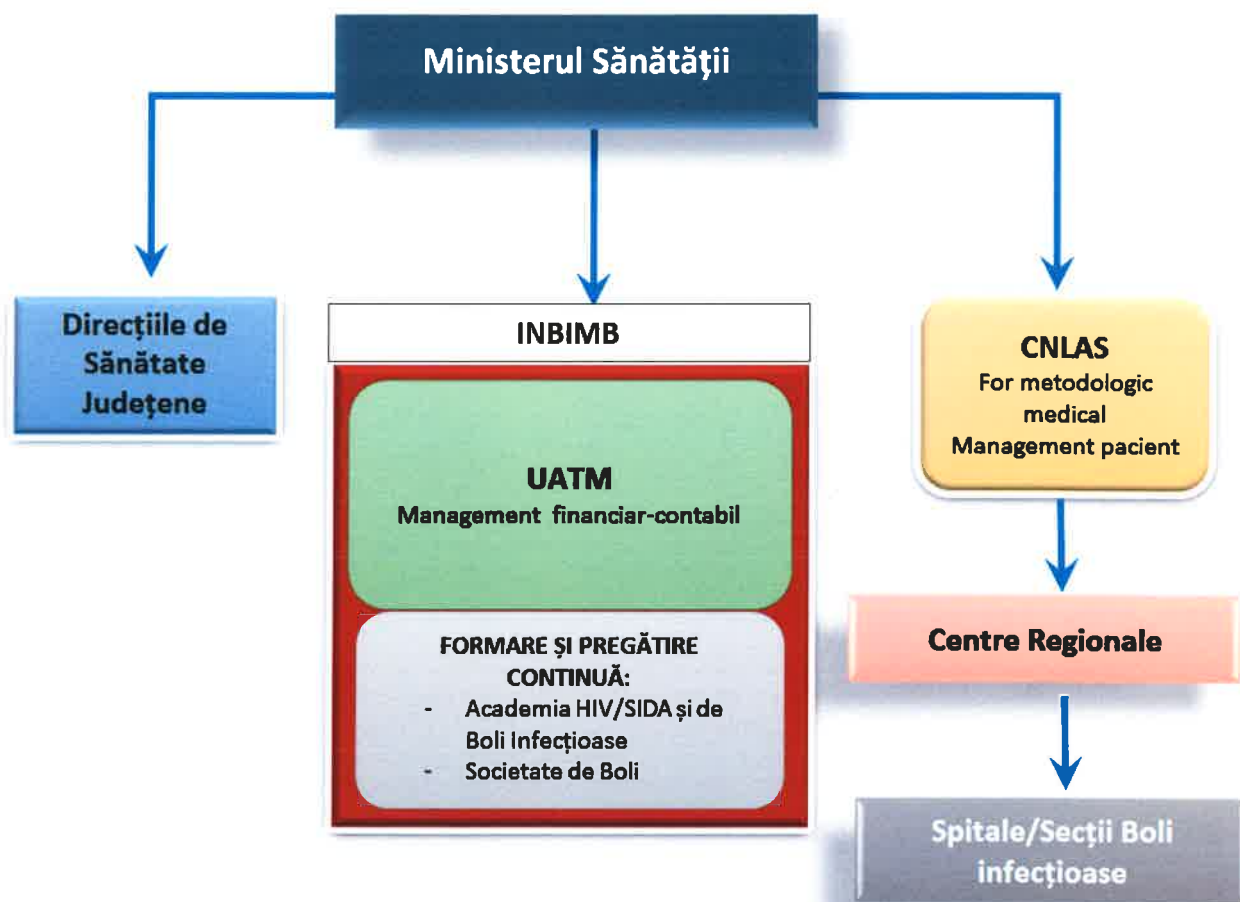 Ministerul Sănătății
Direcțiile de
Sănătate
Județene
INBIMB
UATM
Management financiar-contabil
FORMARE ȘI PREGĂTIRE
CONTINUĂ:
- Academia HIV/SIDA și de
Boli Infecțioase
- Societate de Boli
CNLAS
For metodologic
medical
Management pacient
Centre Regionale
Spitale/Secții Boli
infecțioase